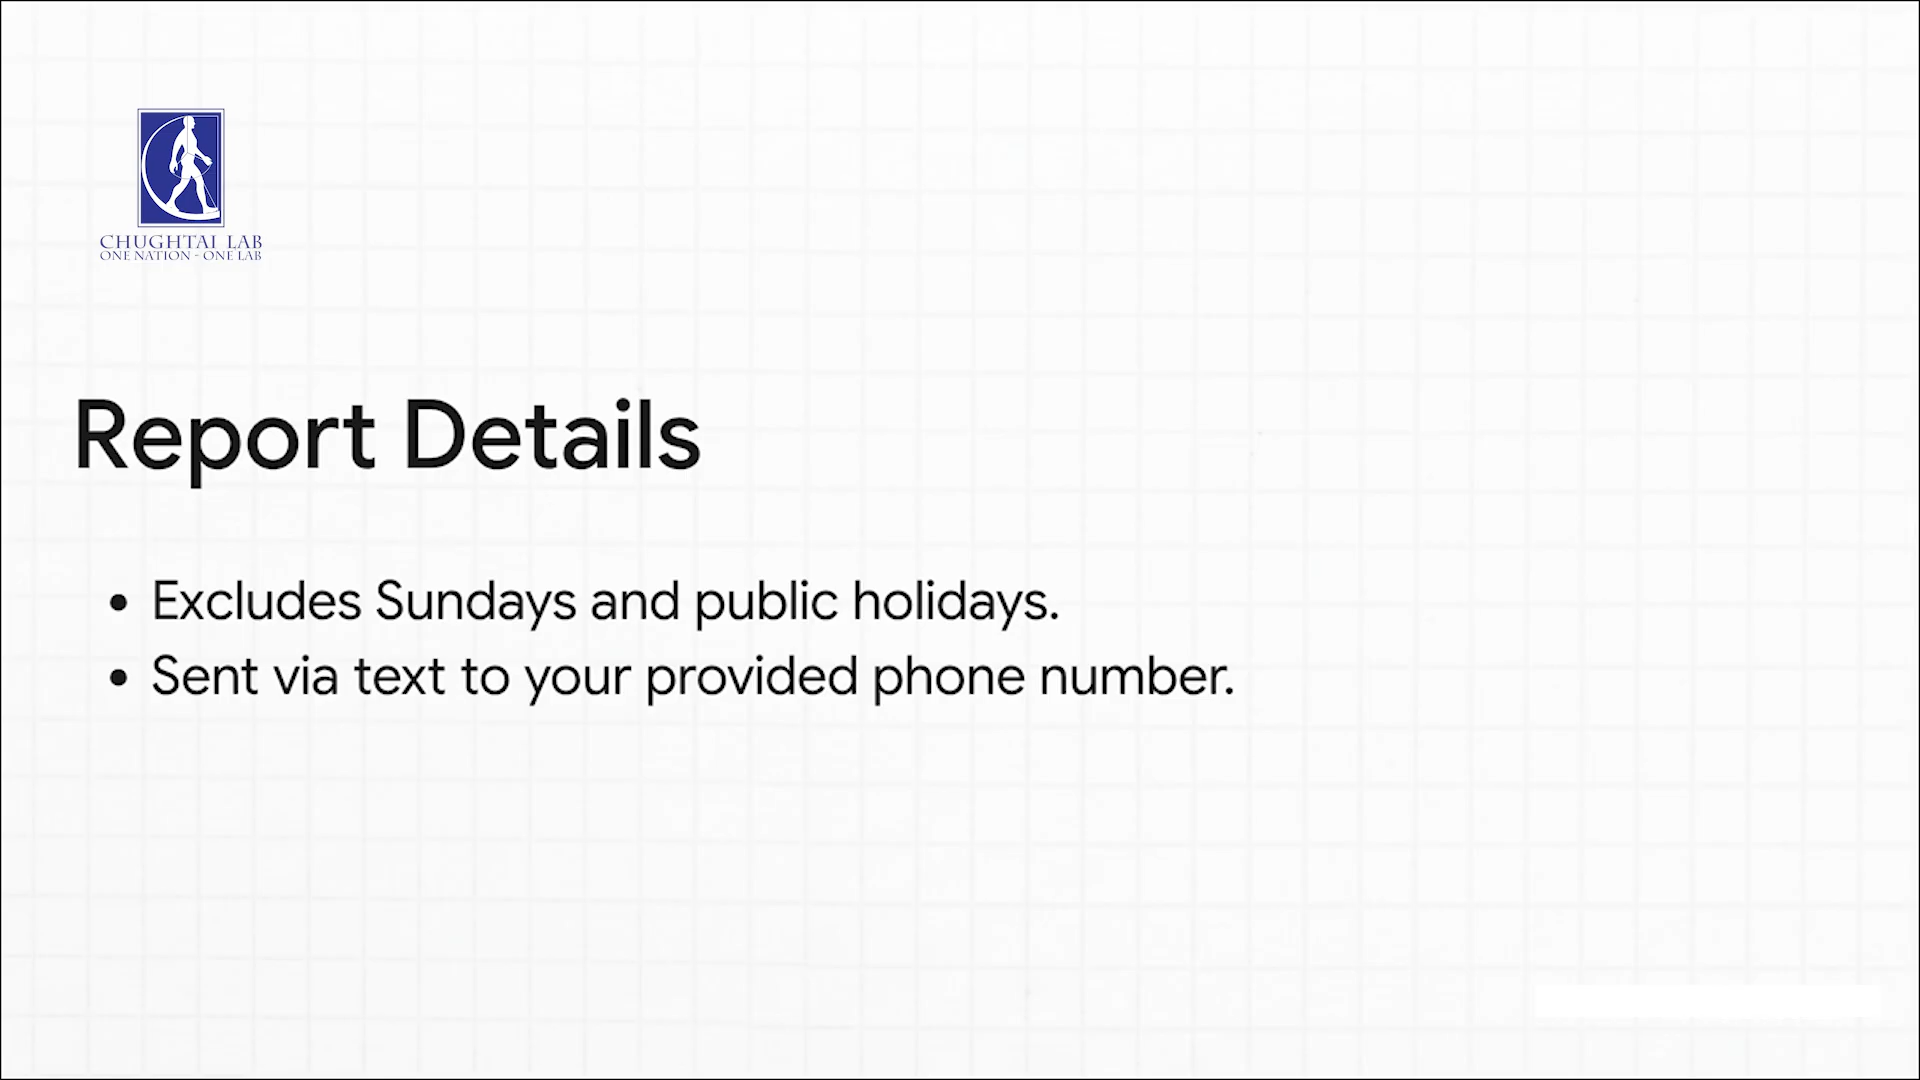 CHUGHTAI LAB
ONE NATION - ONE LAB
Report Details
• Excludes Sundays and public holidays.
• Sent via text to your provided phone number.